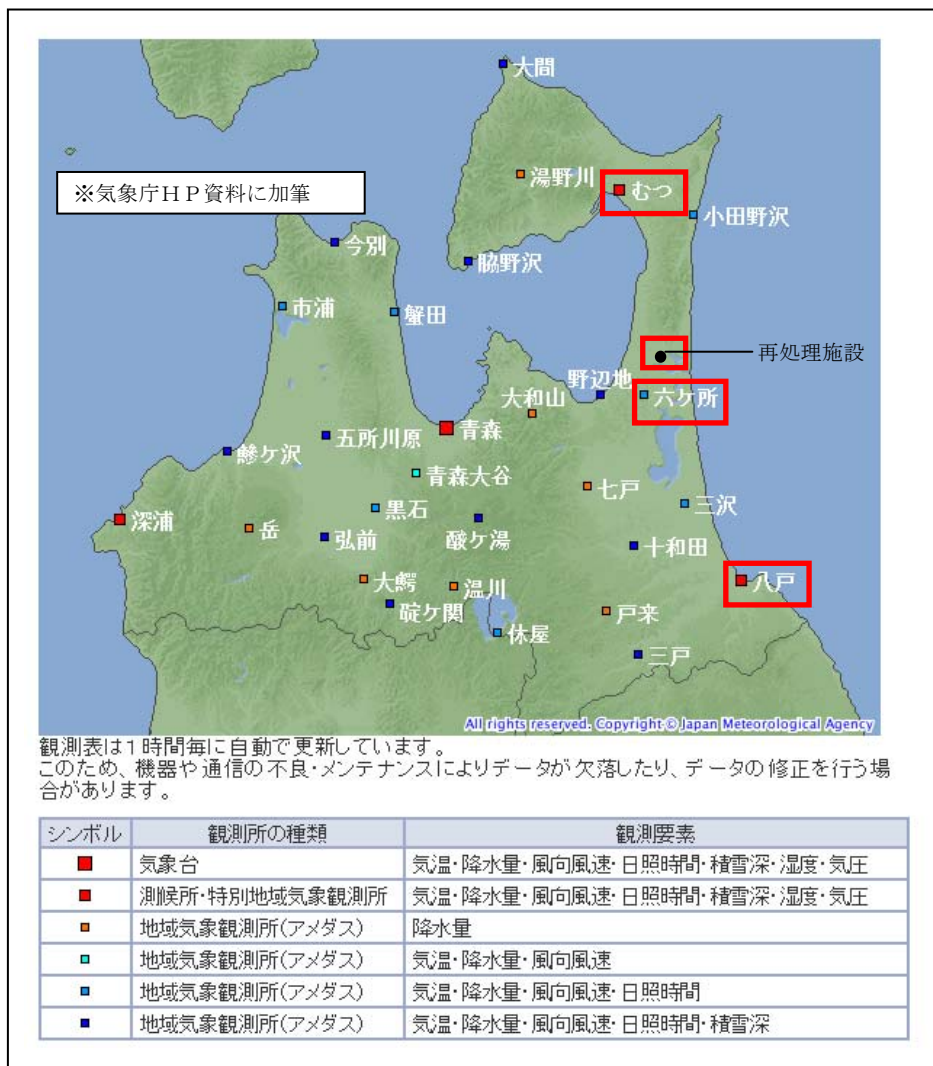 大間
湯野川
むつ
※気象庁HP資料に加筆
小田野沢
今別
脇野沢
市浦
蟹田
再処理施設
野辺地
大和山
六ケ所
青森
五所川原
鰺ケ沢
青森大谷
七戸
三沢
黒石
深浦
岳
弘前
酸ケ湯
十和田
大鰐
温川
八戸
碇ケ関
戸来
休屋
三戸
All rights reserved. Copyright © Japan Meteorological Agency
観測表は1時間毎に自動で更新しています。
このため、機器や通信の不良・メンテナンスによりデータが欠落したり、データの修正を行う場
合があります。
シンボル 観測所の種類 観測要素
気象台 気温・降水量・風向風速・日照時間・積雪深・湿度・気圧
測候所・特別地域気象観測所 気温・降水量・風向風速・日照時間・積雪深・湿度・気圧
地域気象観測所(アメダス) 降水量
地域気象観測所(アメダス) 気温・降水量・風向風速
地域気象観測所(アメダス) 気温・降水量・風向風速・日照時間
地域気象観測所(アメダス) 気温・降水量・風向風速・日照時間・積雪深